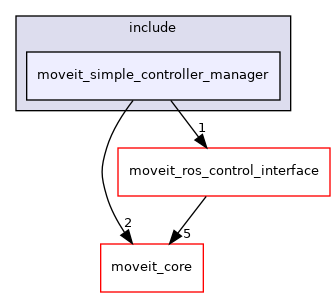 include
moveit_simple_controller_manager
1
moveit_ros_control_interface
2
5
moveit_core